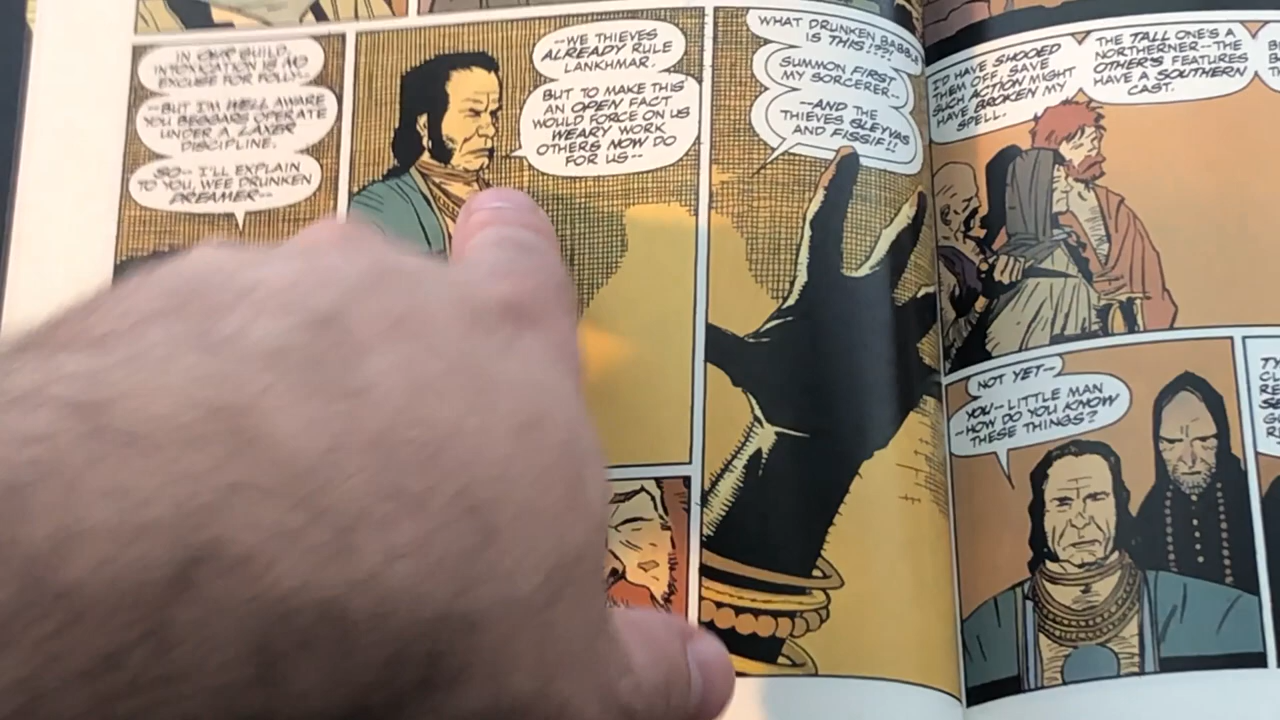 IN OUR GUILD,
INTOXICATION IS NO
EXCUSE FOR FOLLY--
--BUT I'M WELL AWARE
YOU BEGGARS OPERATE
UNDER A LAXER
DISCIPLINE.
SO-- I'LL EXPLAIN
TO YOU, WEE DRUNKEN
DREAMER--
--WE THIEVES
ALREADY RULE
LANKHMAR.
BUT TO MAKE THIS
AN OPEN FACT
WOULD FORCE ON US
WEARY WORK
OTHERS NOW DO
FOR US--
WHAT DRUNKEN BABBLE
IS THIS!??!
SUMMON FIRST
MY SORCERER--
--AND THE
THIEVES SLEVYAS
AND FISSIF!!
I'D HAVE SHOOED
THEM OFF, SAVE
SUCH ACTION MIGHT
HAVE BROKEN MY
SPELL.
THE TALL ONE'S A
NORTHERNER--THE
OTHER'S FEATURES
HAVE A SOUTHERN
CAST.
NOT YET--
YOU--LITTLE MAN
--HOW DO YOU KNOW
THESE THINGS?